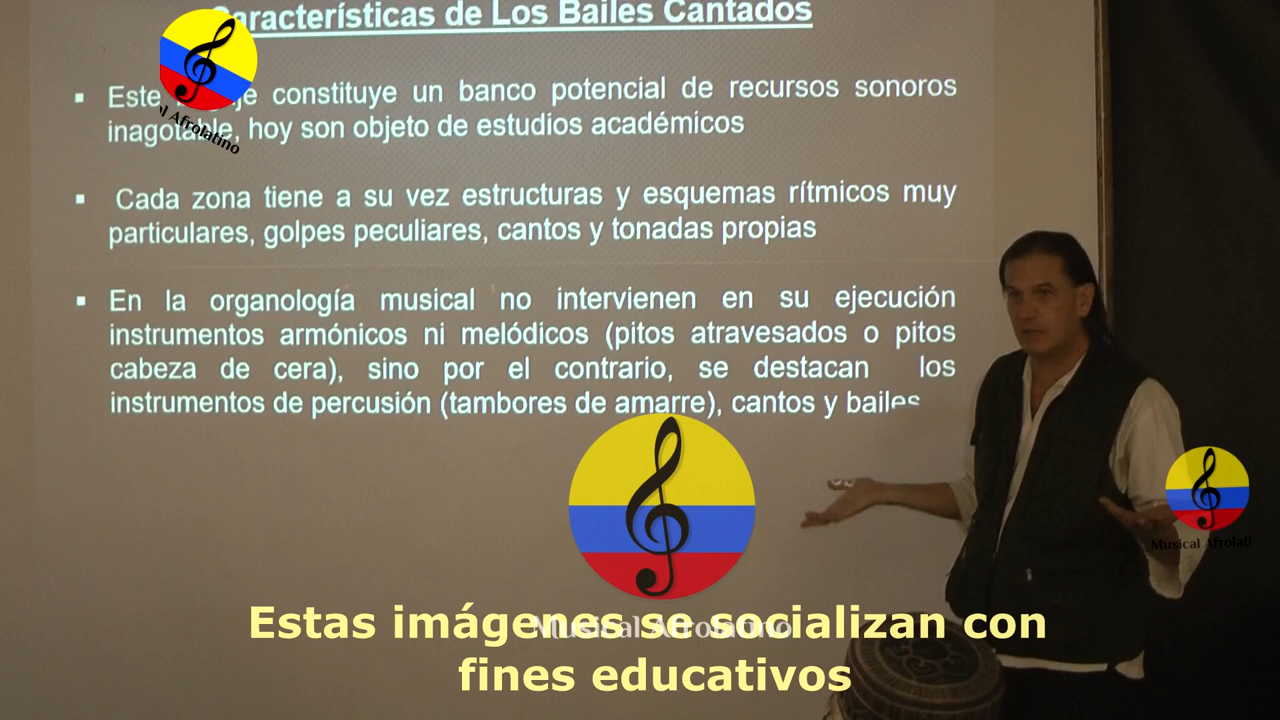 Características de Los Bailes Cantados
▪ Este constituye un banco potencial de recursos sonoros
inagotable, hoy son objeto de estudios académicos
▪ Cada zona tiene a su vez estructuras y esquemas rítmicos muy
particulares, golpes peculiares, cantos y tonadas propias
▪ En la organología musical no intervienen en su ejecución
instrumentos armónicos ni melódicos (pitos atravesados o pitos
cabeza de cera), sino por el contrario, se destacan los
instrumentos de percusión (tambores de amarre), cantos y bailes
Afrolatino
Musical Afrolati
Musical Afrolatino
Estas imágenes se socializan con
fines educativos